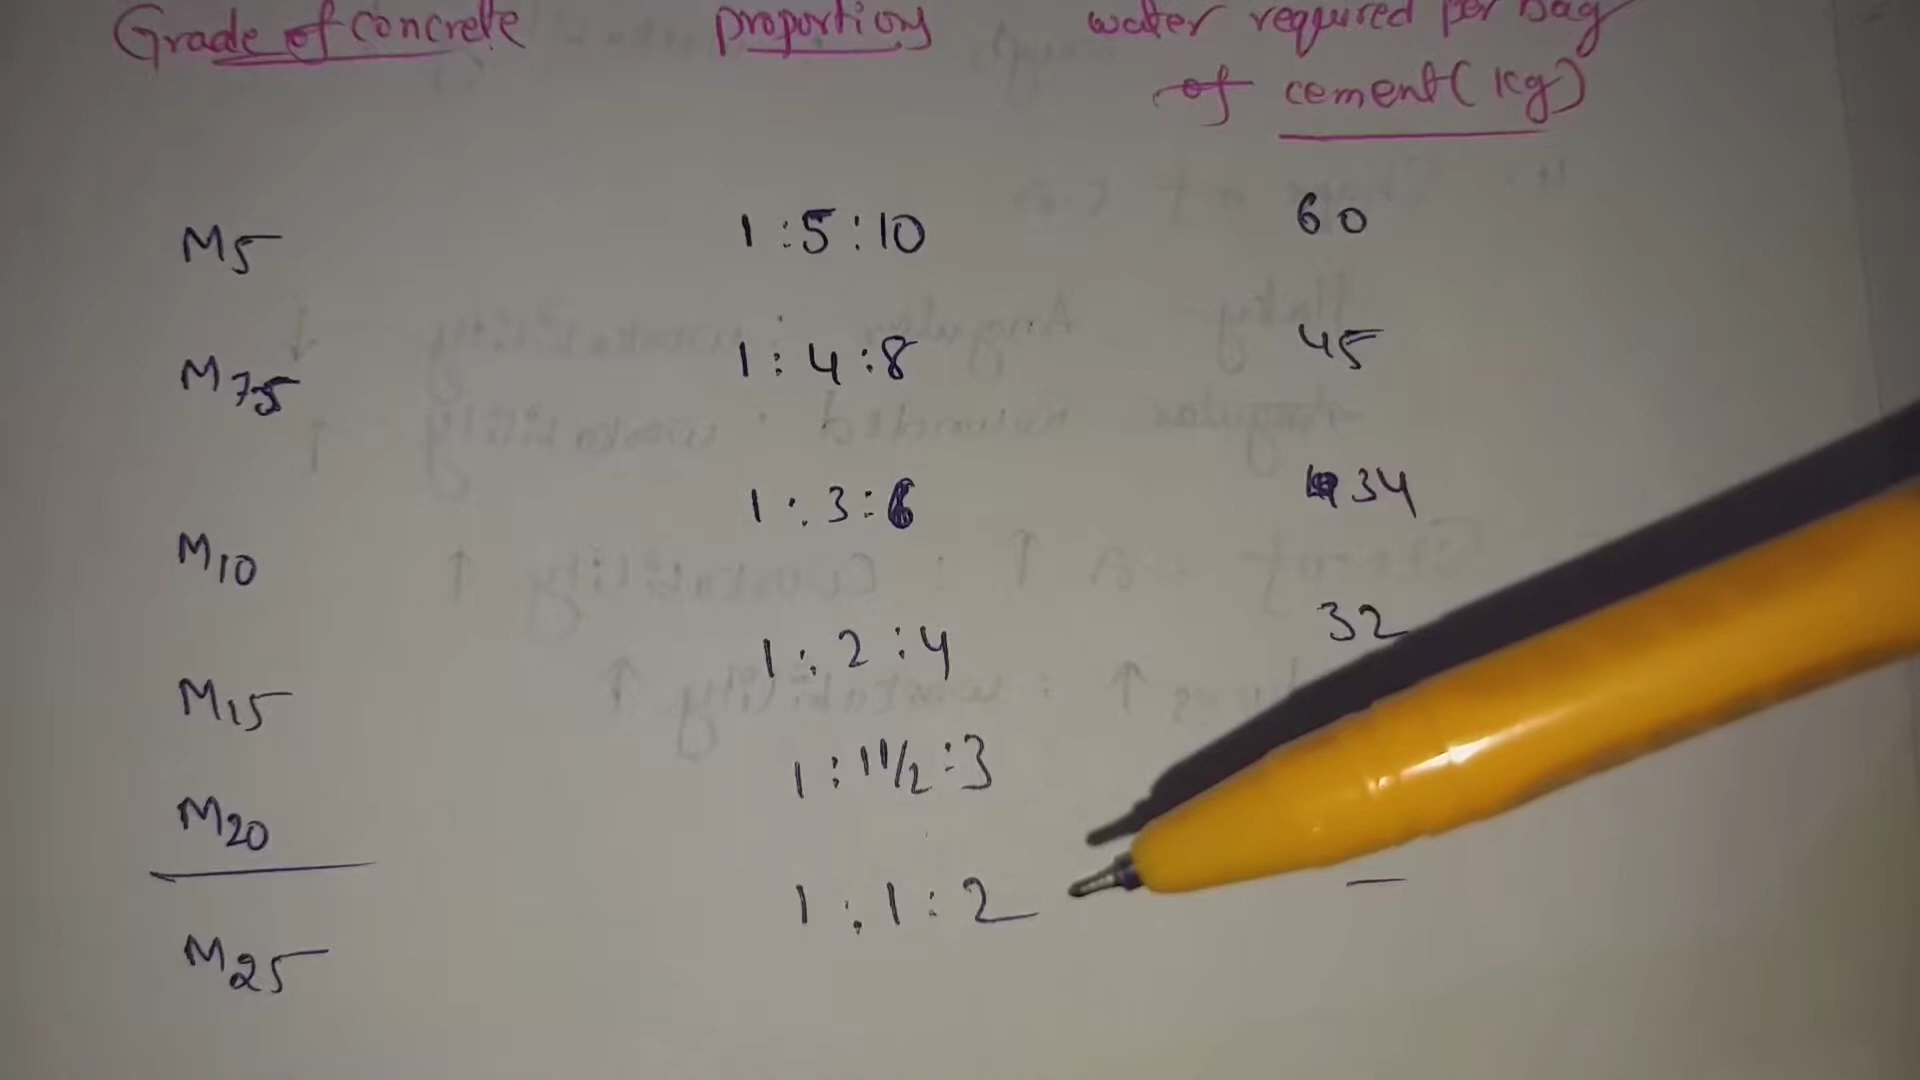 Grade of concrete proportion water required per bag
of cement (kg)
M5 1:5:10 60
M7.5 1:4:8 45
M10 1:3:6 34
M15 1:2:4 32
M20 1:1 1/2:3
M25 1:1:2 —